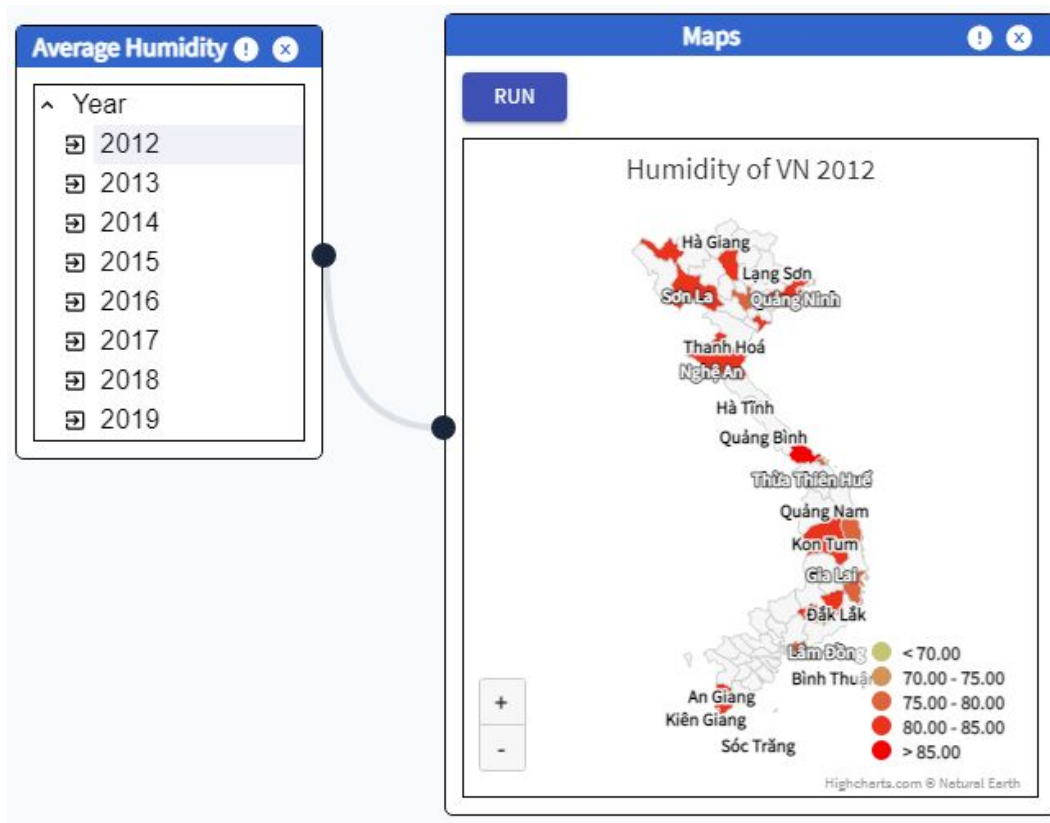 Average Humidity
Year
2012
2013
2014
2015
2016
2017
2018
2019
Maps
RUN
Humidity of VN 2012
Hà Giang
Lạng Sơn
Sơn La
Quảng Ninh
Thanh Hoá
Nghệ An
Hà Tĩnh
Quảng Bình
Thừa Thiên Huế
Quảng Nam
Kon Tum
Gia Lai
Đắk Lắk
Lâm Đồng
Bình Thuận
An Giang
Kiên Giang
Sóc Trăng
< 70.00
70.00 - 75.00
75.00 - 80.00
80.00 - 85.00
> 85.00
+
-
Highcharts.com © Natural Earth